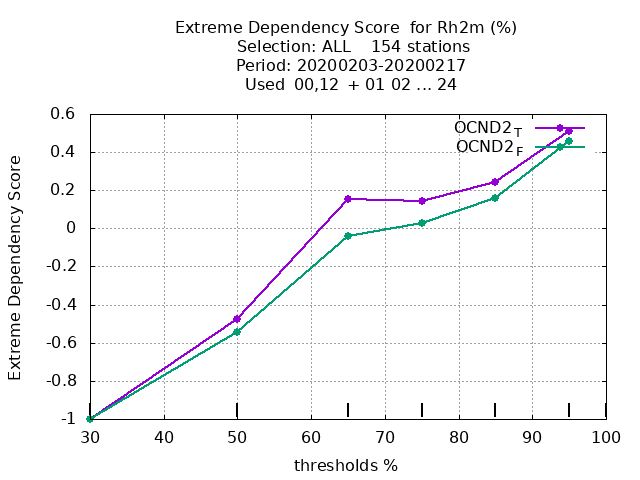 Extreme Dependency Score  for Rh2m (%)
Selection: ALL    154 stations
Period: 20200203-20200217
Used  00,12  + 01 02 ... 24
OCND2T
OCND2F
Extreme Dependency Score
0.6
0.4
0.2
0
-0.2
-0.4
-0.6
-0.8
-1
30 40 50 60 70 80 90 100
thresholds %